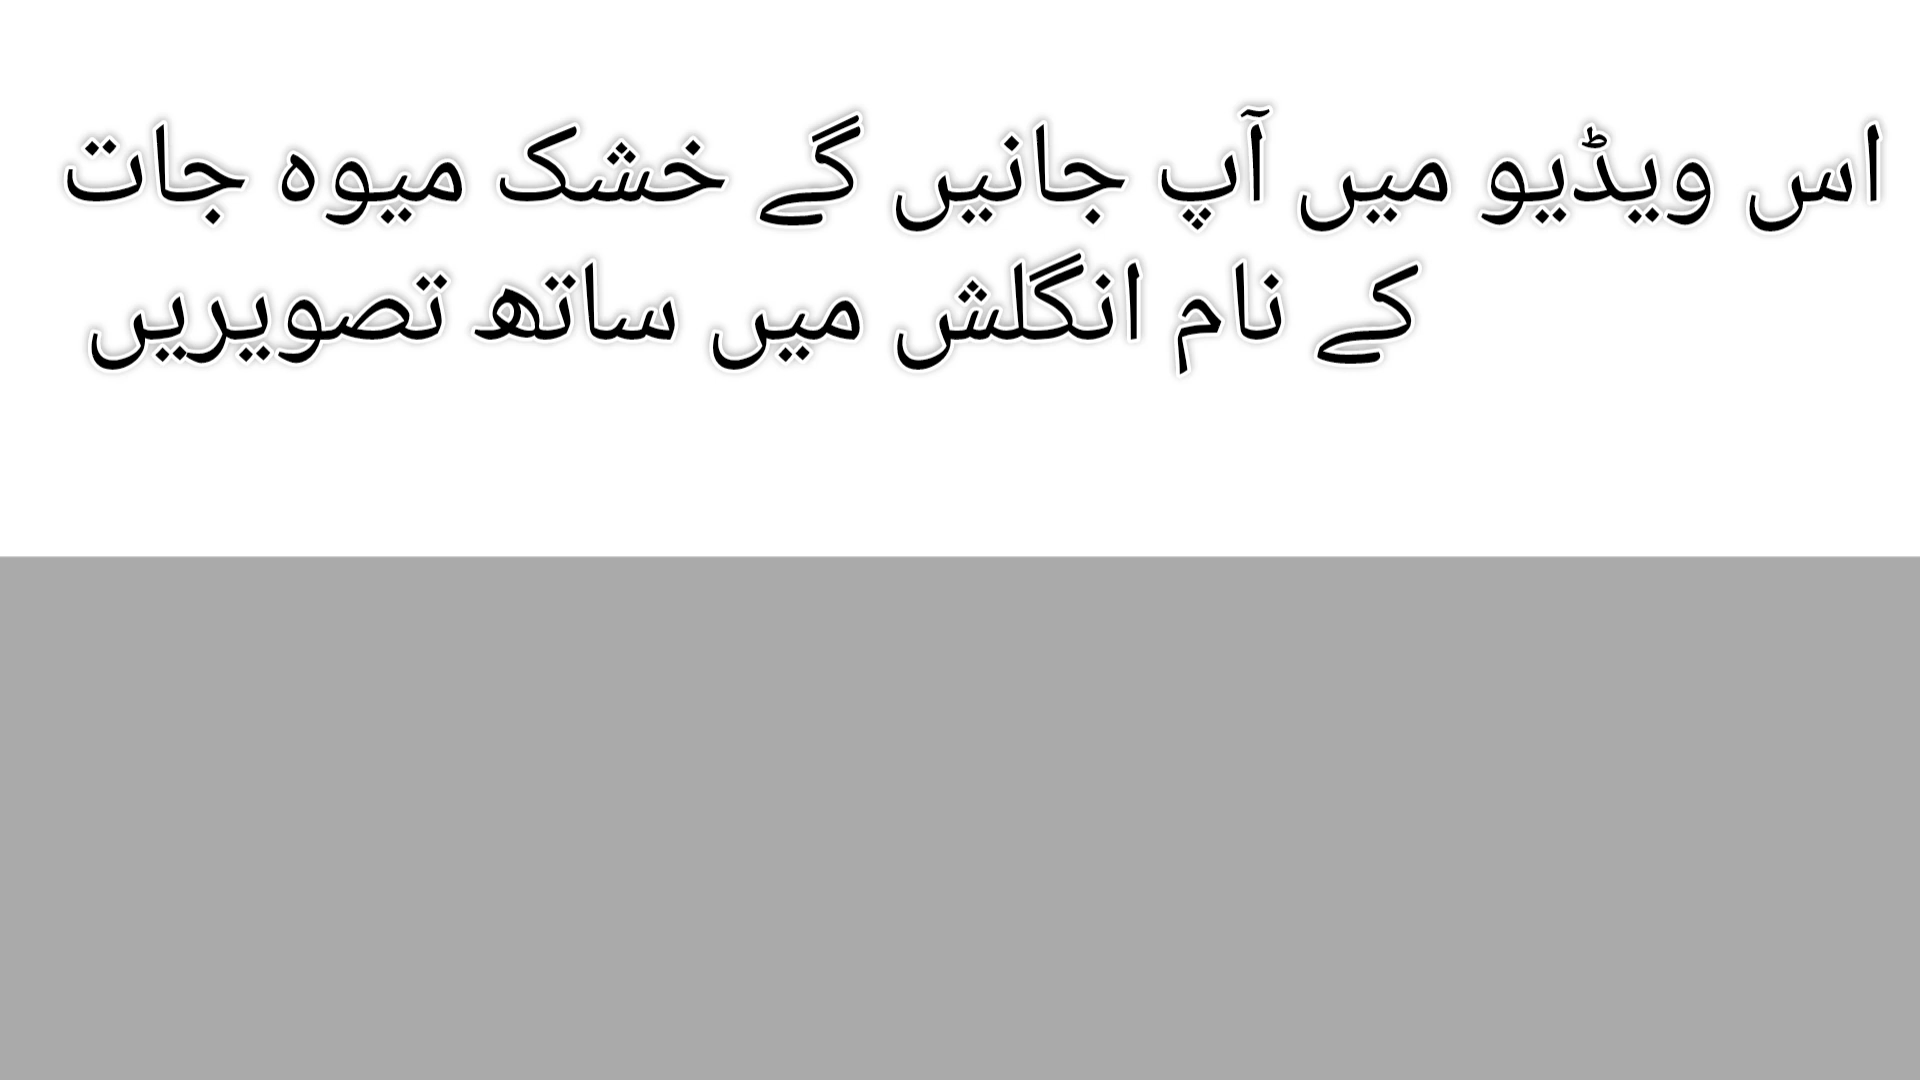 اس ویڈیو میں آپ جانیں گے خشک میوہ جات
کے نام انگلش میں ساتھ تصویریں